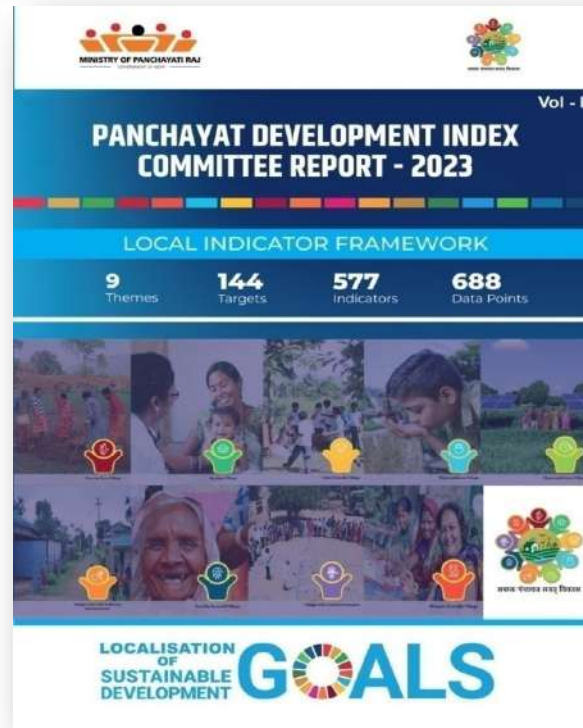 MINISTRY OF PANCHAYATI RAJ
Vol - I
PANCHAYAT DEVELOPMENT INDEX
COMMITTEE REPORT - 2023
LOCAL INDICATOR FRAMEWORK
9 144 577 688
Themes Targets Indicators Data Points
LOCALISATION
OF
SUSTAINABLE
DEVELOPMENT
GOALS